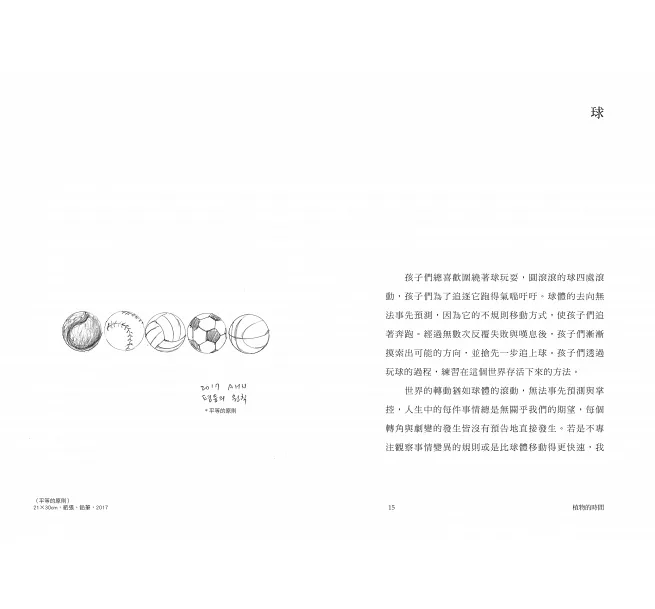 2017 AHN
평등의 원칙
*平等的原則
《平等的原則》
21×30cm，紙張、鉛筆，2017
球
孩子們總喜歡圍繞著球玩耍，圓滾滾的球四處滾
動，孩子們為了追逐它跑得氣喘吁吁。球體的去向無
法事先預測，因為它的不規則移動方式，使孩子們追
著奔跑。經過無數次反覆失敗與嘆息後，孩子們漸漸
摸索出可能的方向，並搶先一步追上球。孩子們透過
玩球的過程，練習在這個世界存活下來的方法。
世界的轉動猶如球體的滾動，無法事先預測與掌
控，人生中的每件事情總是無關乎我們的期望，每個
轉角與劇變的發生皆沒有預告地直接發生。若是不專
注觀察事情變異的規則或是比球體移動得更快速，我
15
植物的時間